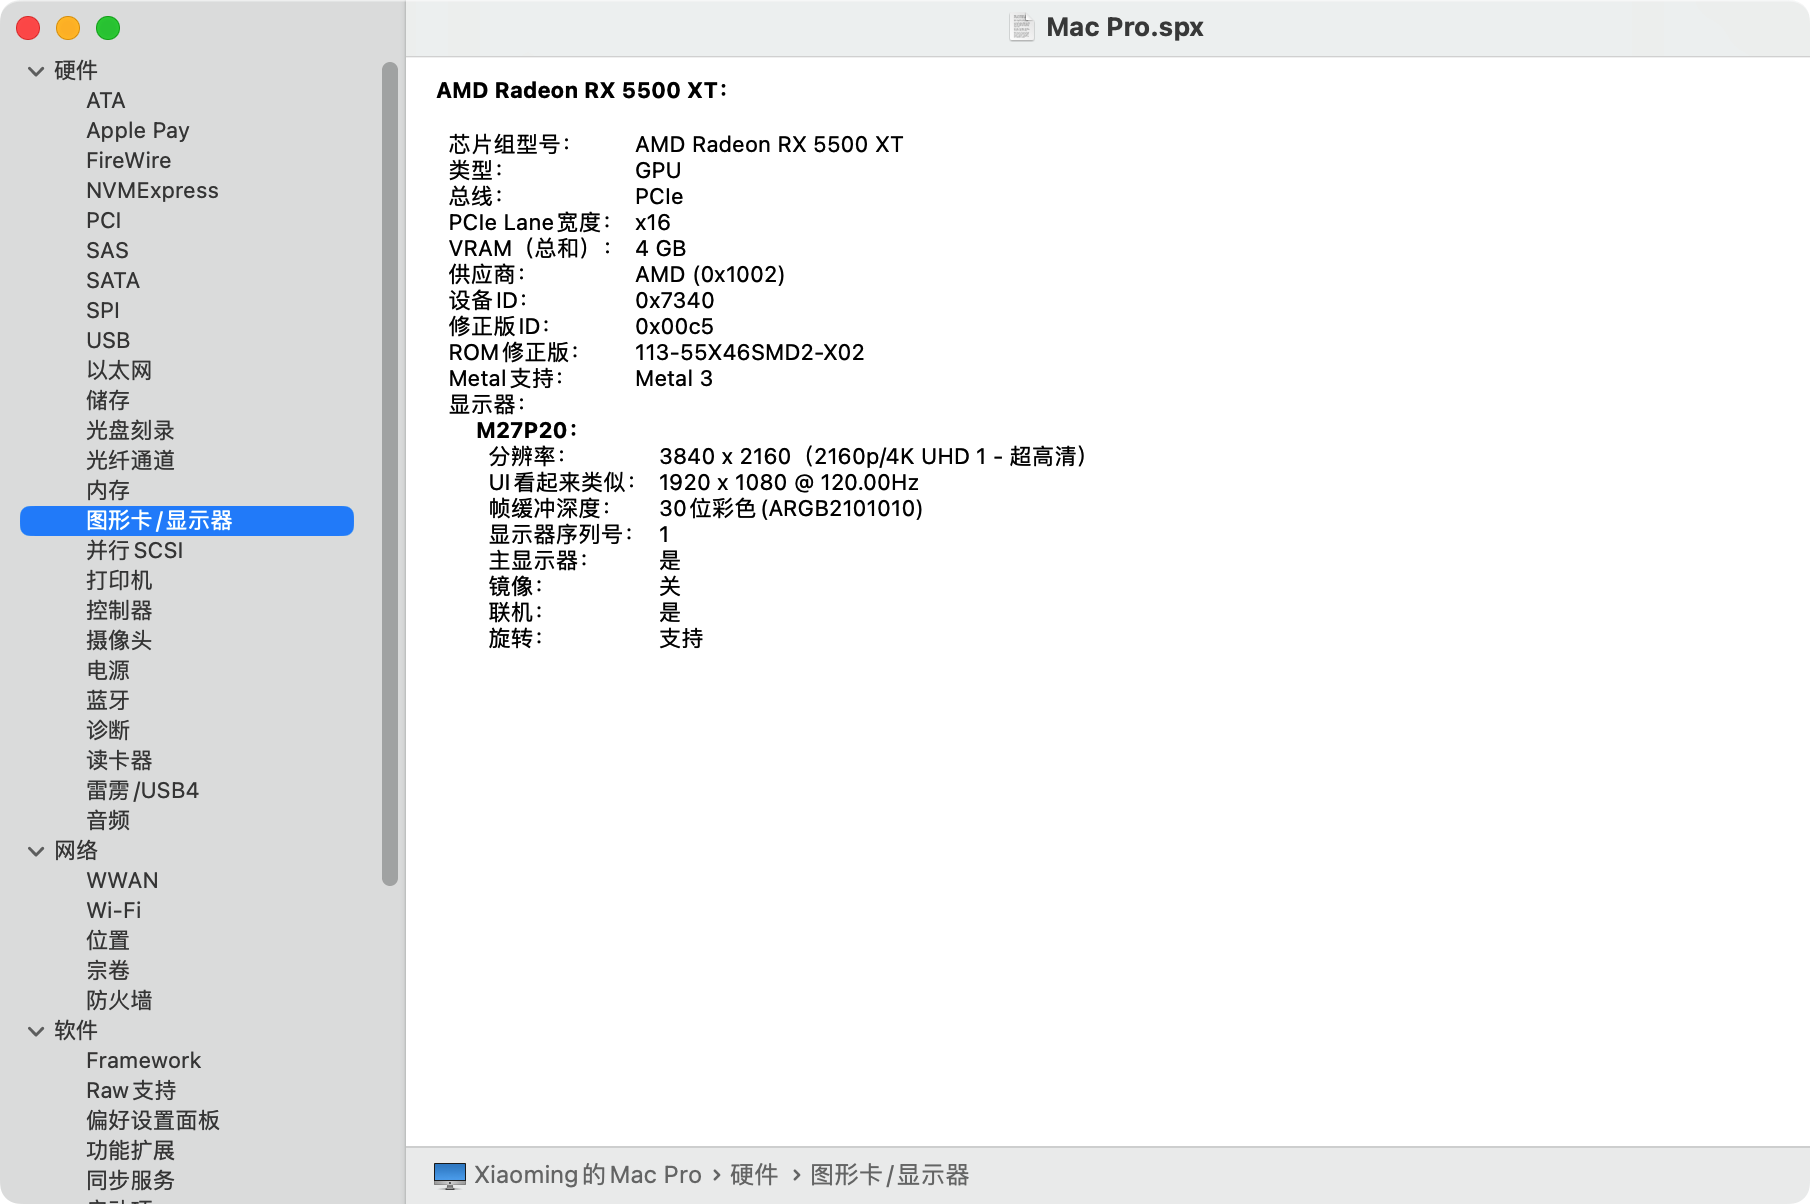 Mac Pro.spx
硬件
ATA
Apple Pay
FireWire
NVMExpress
PCI
SAS
SATA
SPI
USB
以太网
储存
光盘刻录
光纤通道
内存
图形卡/显示器
并行SCSI
打印机
控制器
摄像头
电源
蓝牙
诊断
读卡器
雷雳/USB4
音频
网络
WWAN
Wi-Fi
位置
宗卷
防火墙
软件
Framework
Raw支持
偏好设置面板
功能扩展
同步服务
AMD Radeon RX 5500 XT：
芯片组型号： AMD Radeon RX 5500 XT
类型： GPU
总线： PCIe
PCIe Lane宽度： x16
VRAM（总和）： 4 GB
供应商： AMD (0x1002)
设备ID： 0x7340
修正版ID： 0x00c5
ROM修正版： 113-55X46SMD2-X02
Metal支持： Metal 3
显示器：
M27P20：
分辨率： 3840 x 2160（2160p/4K UHD 1 - 超高清）
UI看起来类似： 1920 x 1080 @ 120.00Hz
帧缓冲深度： 30位彩色 (ARGB2101010)
显示器序列号： 1
主显示器： 是
镜像： 关
联机： 是
旋转： 支持
Xiaoming的Mac Pro › 硬件 › 图形卡/显示器